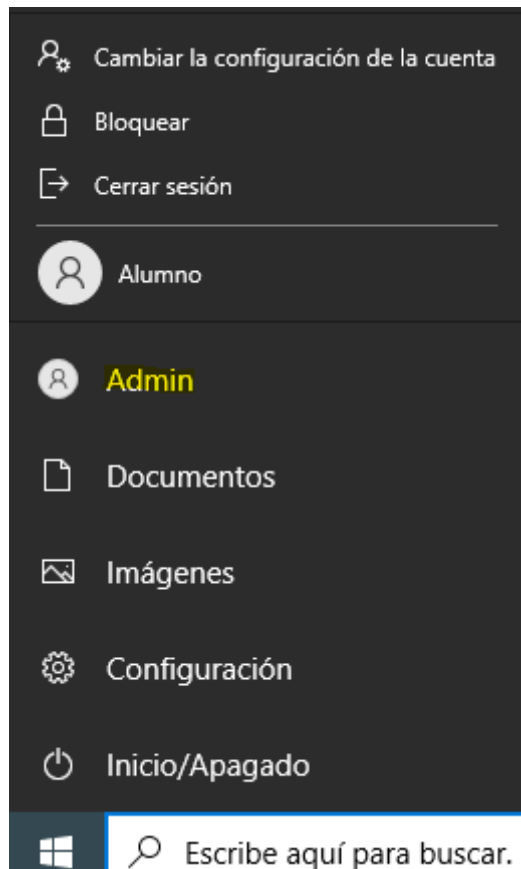 Cambiar la configuración de la cuenta
Bloquear
Cerrar sesión
Alumno
Admin
Documentos
Imágenes
Configuración
Inicio/Apagado
Escribe aquí para buscar.